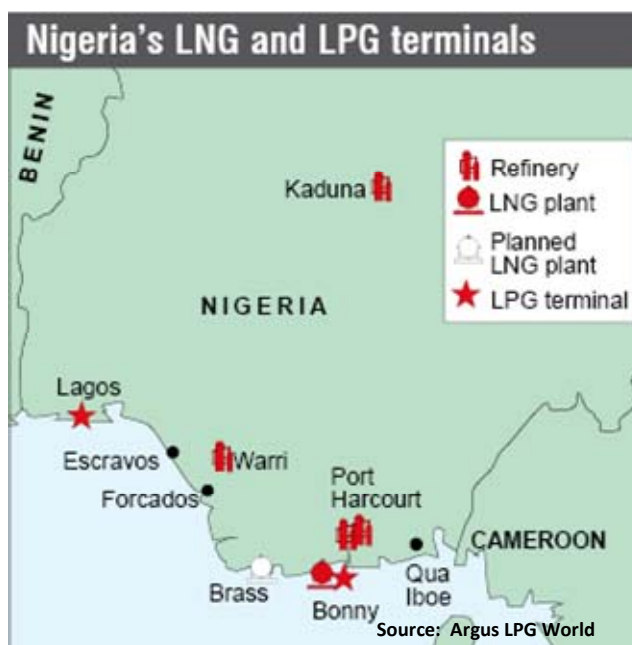 Nigeria's LNG and LPG terminals
BENIN
Refinery
LNG plant
Planned
LNG plant
LPG terminal
Kaduna
NIGERIA
Lagos
Escravos
Warri
Forcados
Port
Harcourt
CAMEROON
Brass
Bonny
Qua
Iboe
Source: Argus LPG World